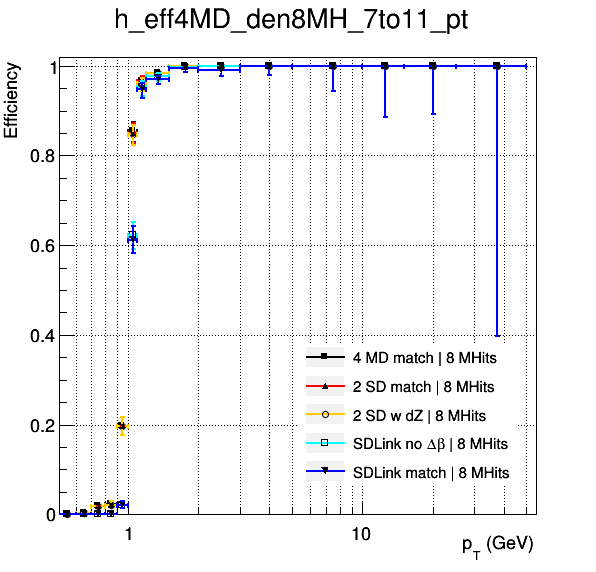 h_eff4MD_den8MH_7to11_pt
Efficiency
1
0.8
0.6
0.4
0.2
0
4 MD match | 8 MHits
2 SD match | 8 MHits
2 SD w dZ | 8 MHits
SDLink no Δβ | 8 MHits
SDLink match | 8 MHits
1
10
p_T (GeV)